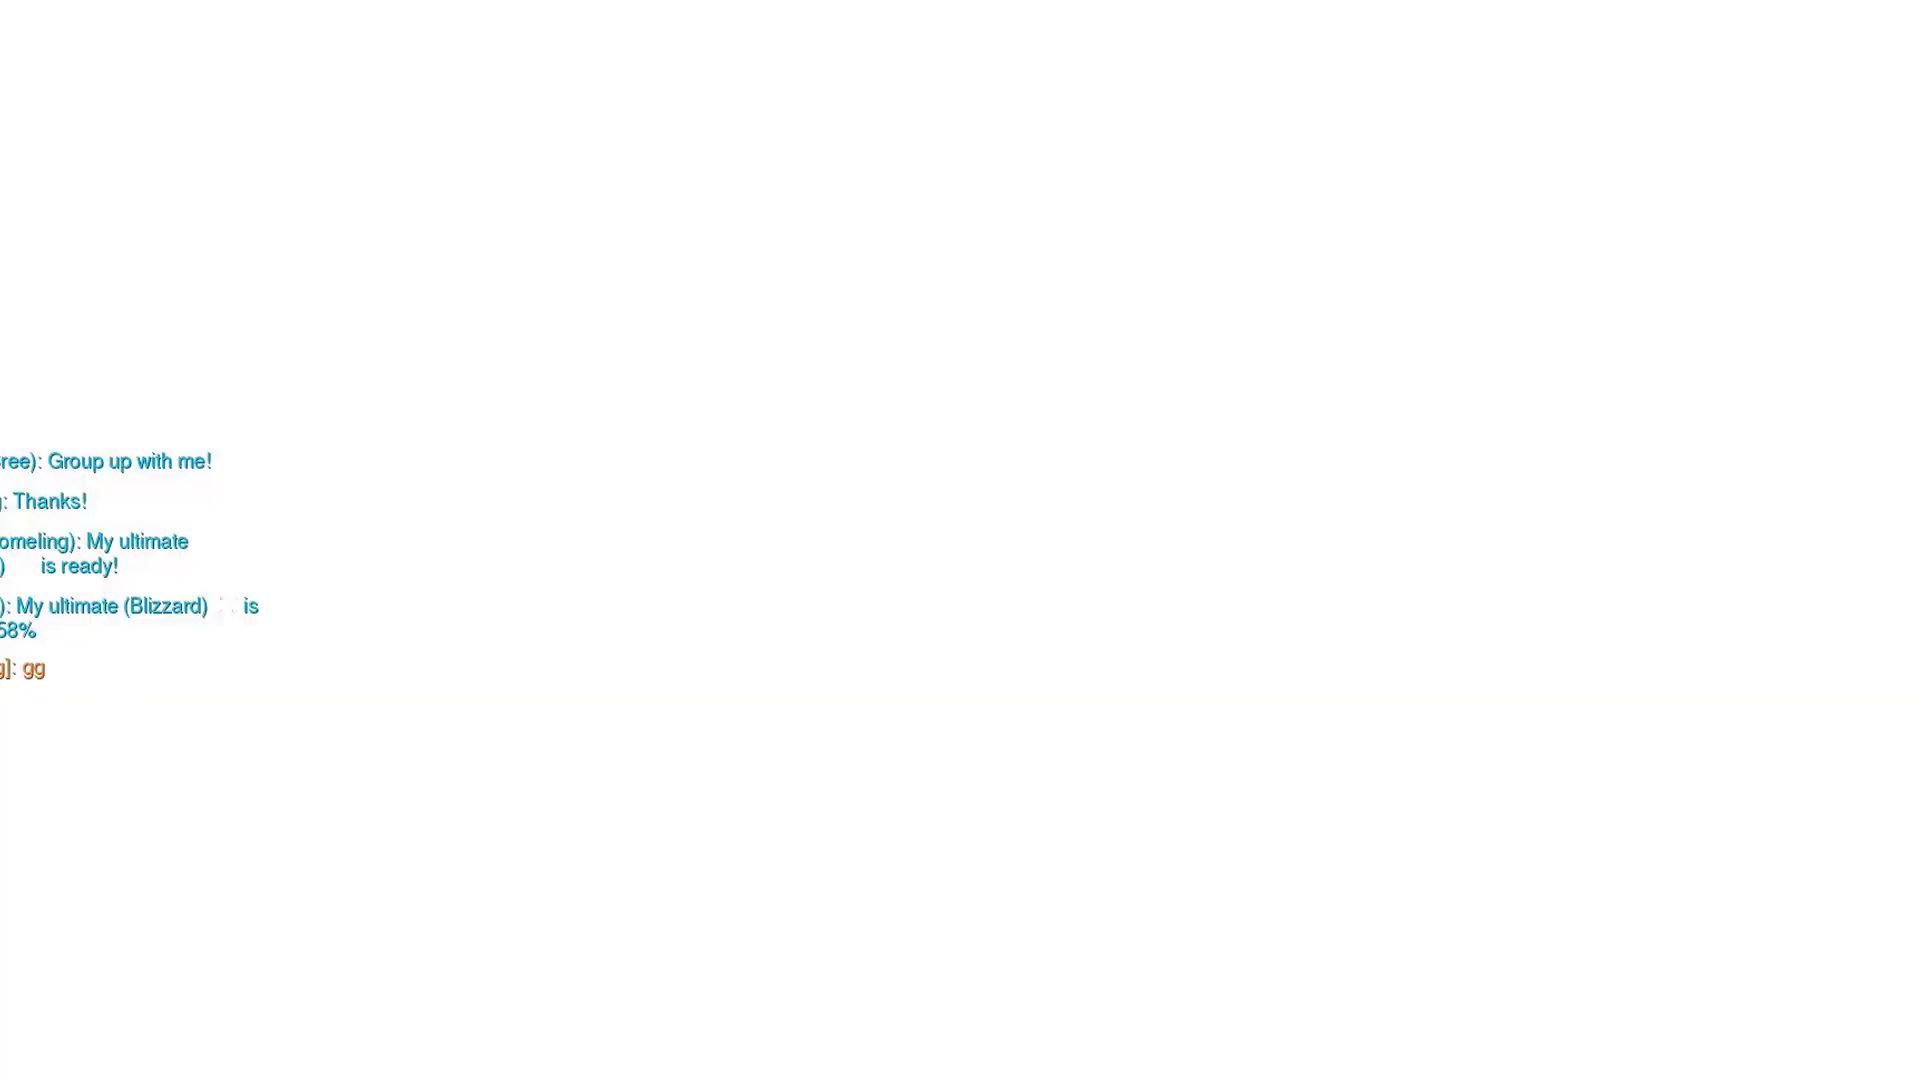 ree): Group up with me!
: Thanks!
omeling): My ultimate
) is ready!
): My ultimate (Blizzard) is
58%
g]: gg